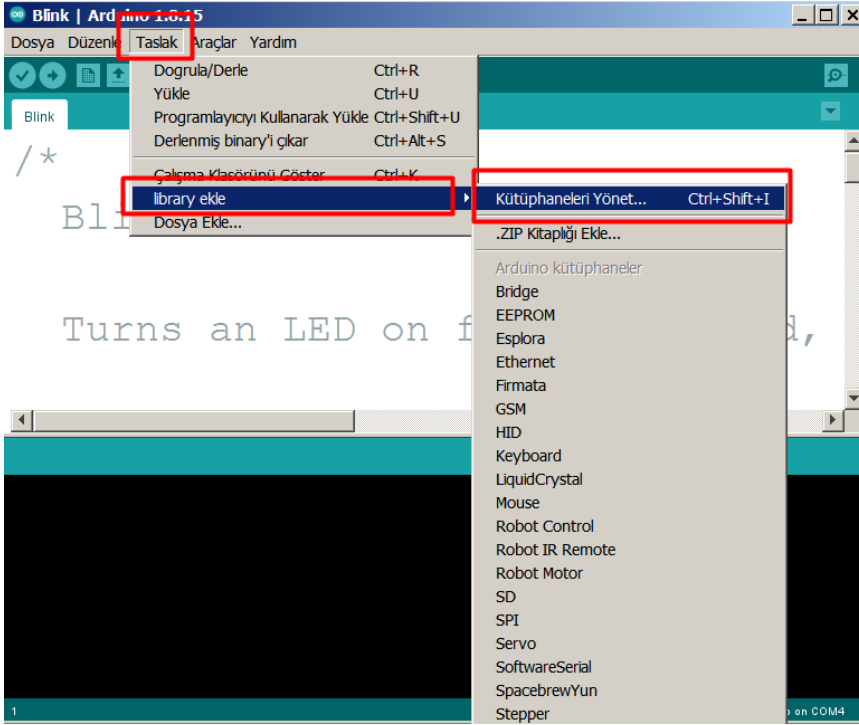 Blink | Arduino 1.8.15
Dosya Düzenle Taslak Araçlar Yardım
Blink
Dogrula/Derle Ctrl+R
Yükle Ctrl+U
Programlayıcıyı Kullanarak Yükle Ctrl+Shift+U
Derlenmiş binary'i çıkar Ctrl+Alt+S
Çalışma Klasörünü Göster Ctrl+K
library ekle
Dosya Ekle...
Kütüphaneleri Yönet... Ctrl+Shift+I
.ZIP Kitaplığı Ekle...
Arduino kütüphaneler
Bridge
EEPROM
Esplora
Ethernet
Firmata
GSM
HID
Keyboard
LiquidCrystal
Mouse
Robot Control
Robot IR Remote
Robot Motor
SD
SPI
Servo
SoftwareSerial
SpacebrewYun
Stepper
/*
Bli
Turns an LED on f
,
1
on COM4